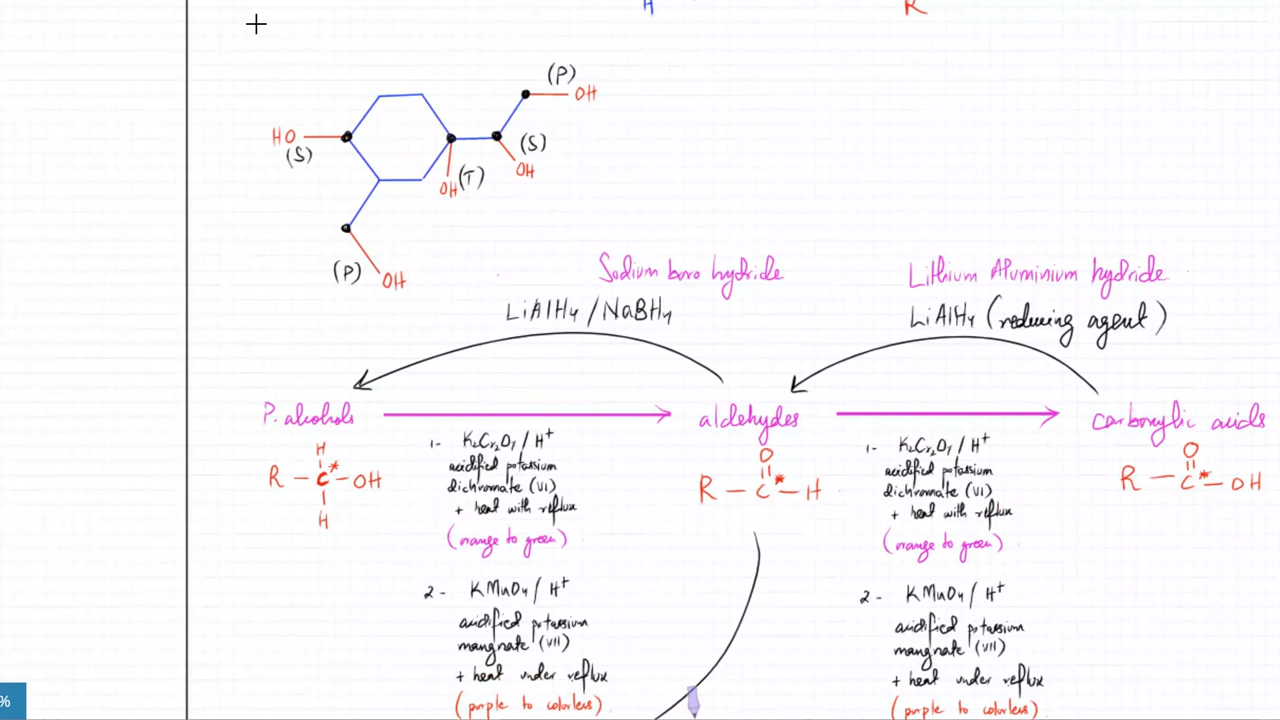 H
R
(P)
OH
HO
(S)
(S)
OH
OH
(T)
(P)
OH
Sodium boro hydride
Lithium Aluminium hydride
LiAlH4 / NaBH4
LiAlH4 (reducing agent)
P. alcohols
aldehydes
carboxylic acids
1- K2Cr2O7 / H+
acidified potassium
dichromate (VI)
+ heat with reflux
(orange to green)
H
R - C* - OH
H
O
R - C* - H
1- K2Cr2O7 / H+
acidified potassium
dichromate (VI)
+ heat with reflux
(orange to green)
O
R - C* - OH
2- KMnO4 / H+
acidified potassium
mangnate (VII)
+ heat under reflux
(purple to colorless)
2- KMnO4 / H+
acidified potassium
mangnate (VII)
+ heat under reflux
(purple to colorless)
%